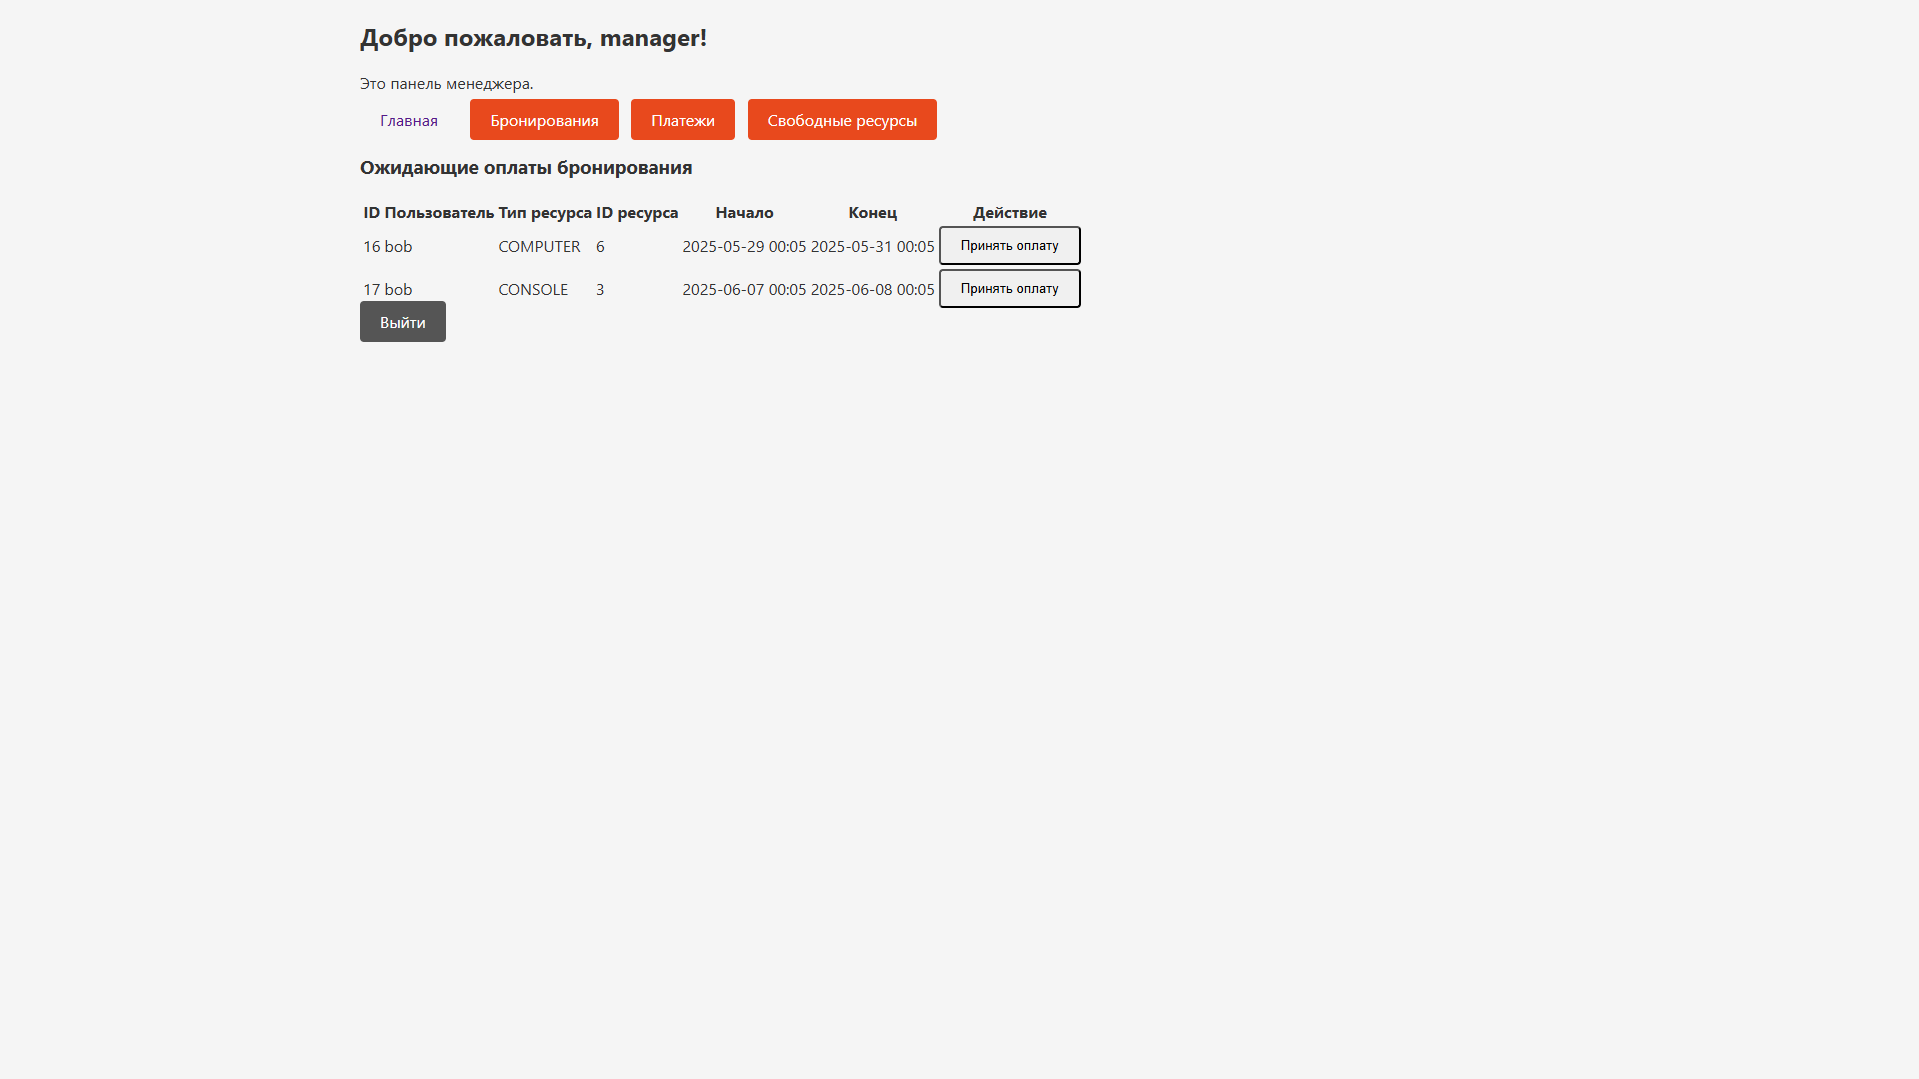 Добро пожаловать, manager!
Это панель менеджера.
Главная Бронирования Платежи Свободные ресурсы
Ожидающие оплаты бронирования
ID Пользователь Тип ресурса ID ресурса Начало Конец Действие
16 bob COMPUTER 6 2025-05-29 00:05 2025-05-31 00:05 Принять оплату
17 bob CONSOLE 3 2025-06-07 00:05 2025-06-08 00:05 Принять оплату
Выйти